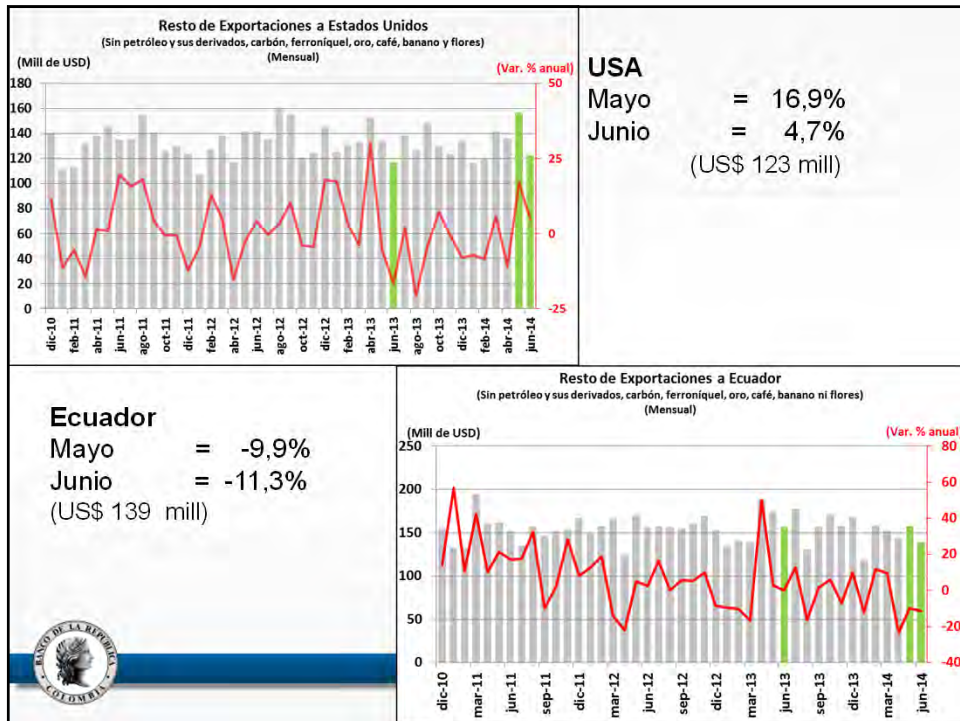 Resto de Exportaciones a Estados Unidos
(Sin petróleo y sus derivados, carbón, ferroníquel, oro, café, banano y flores)
(Mensual)
(Mill de USD)
(Var. % anual)
180
160
140
120
100
80
60
40
20
0
50
25
0
-25
dic-10
feb-11
abr-11
jun-11
ago-11
oct-11
dic-11
feb-12
abr-12
jun-12
ago-12
oct-12
dic-12
feb-13
abr-13
jun-13
ago-13
oct-13
dic-13
feb-14
abr-14
jun-14
USA
Mayo = 16,9%
Junio = 4,7%
(US$ 123 mill)
Ecuador
Mayo = -9,9%
Junio = -11,3%
(US$ 139 mill)
BANCO DE LA REPUBLICA
COLOMBIA
Resto de Exportaciones a Ecuador
(Sin petróleo y sus derivados, carbón, ferroníquel, oro, café, banano ni flores)
(Mensual)
(Mill de USD)
(Var. % anual)
250
200
150
100
50
0
80
60
40
20
0
-20
-40
dic-10
mar-11
jun-11
sep-11
dic-11
mar-12
jun-12
sep-12
dic-12
mar-13
jun-13
sep-13
dic-13
mar-14
jun-14